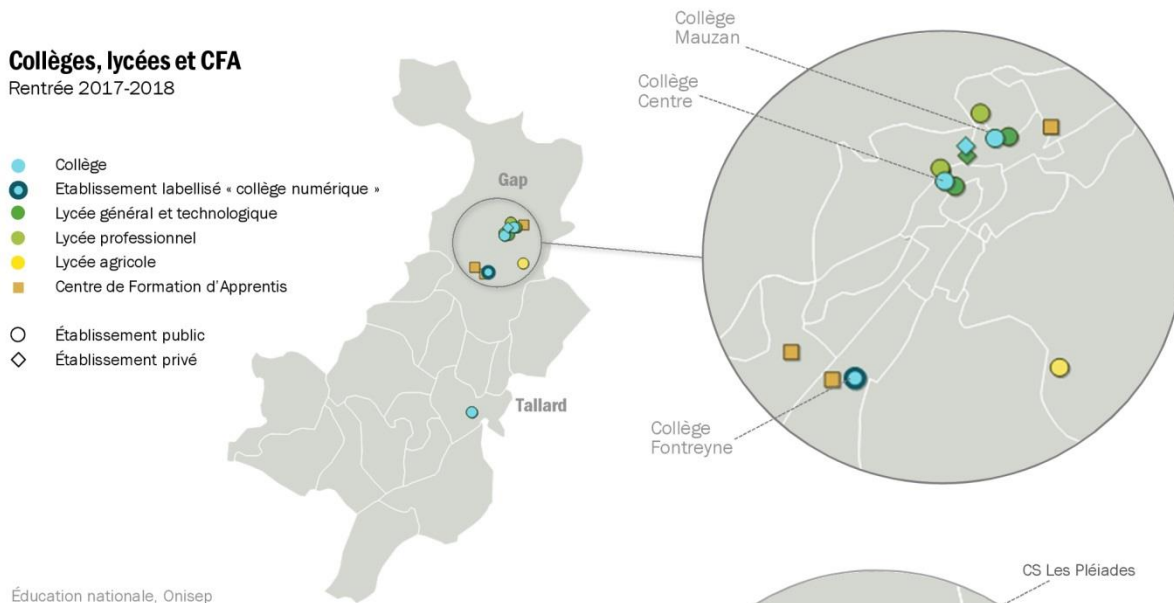 Collèges, lycées et CFA
Rentrée 2017-2018
Collège
Etablissement labellisé « collège numérique »
Lycée général et technologique
Lycée professionnel
Lycée agricole
Centre de Formation d'Apprentis
Établissement public
Établissement privé
Gap
Tallard
Collège
Mauzan
Collège
Centre
Collège
Fontreyne
CS Les Pléiades
Éducation nationale, Onisep